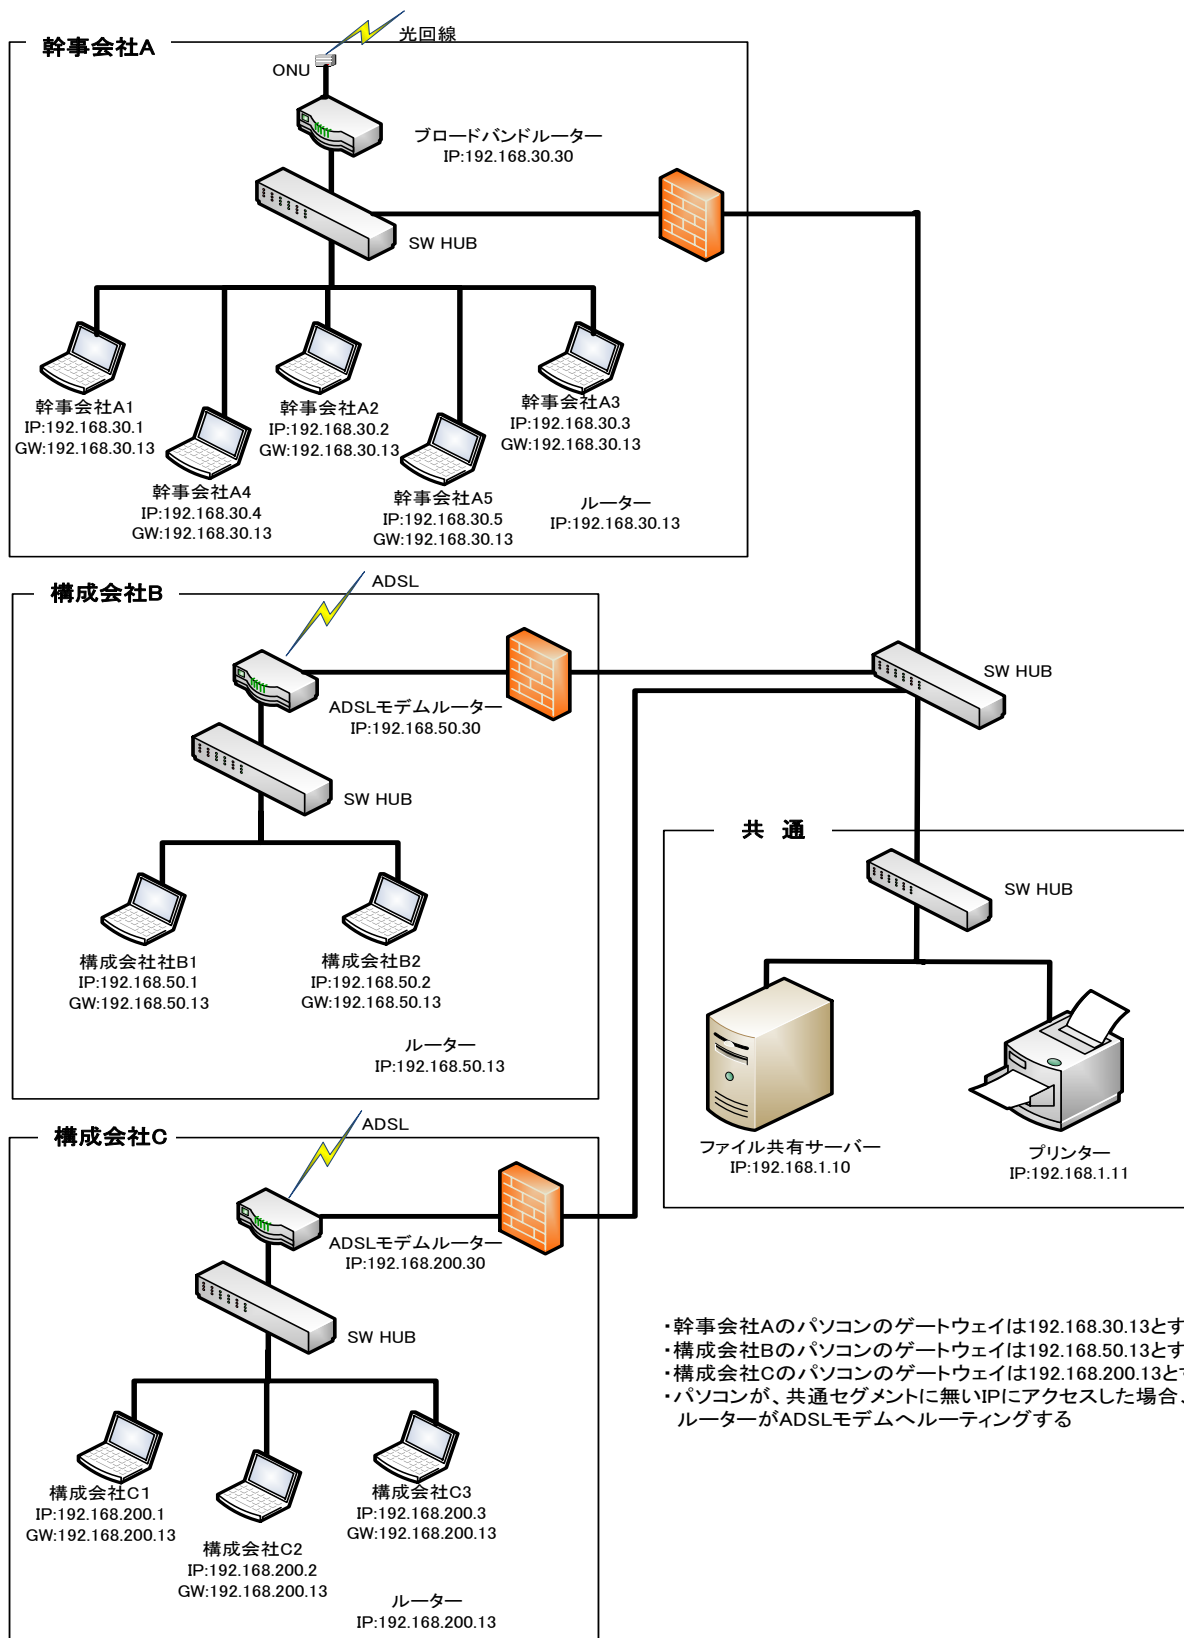 幹事会社A
光回線
ONU
ブロードバンドルーター
IP:192.168.30.30
SW HUB
幹事会社A1
IP:192.168.30.1
GW:192.168.30.13
幹事会社A2
IP:192.168.30.2
GW:192.168.30.13
幹事会社A3
IP:192.168.30.3
GW:192.168.30.13
幹事会社A4
IP:192.168.30.4
GW:192.168.30.13
幹事会社A5
IP:192.168.30.5
GW:192.168.30.13
ルーター
IP:192.168.30.13
構成会社B
ADSL
ADSLモデムルーター
IP:192.168.50.30
SW HUB
SW HUB
構成会社社B1
IP:192.168.50.1
GW:192.168.50.13
構成会社B2
IP:192.168.50.2
GW:192.168.50.13
ルーター
IP:192.168.50.13
共 通
SW HUB
ファイル共有サーバー
IP:192.168.1.10
プリンター
IP:192.168.1.11
構成会社C
ADSL
ADSLモデムルーター
IP:192.168.200.30
SW HUB
構成会社C1
IP:192.168.200.1
GW:192.168.200.13
構成会社C2
IP:192.168.200.2
GW:192.168.200.13
構成会社C3
IP:192.168.200.3
GW:192.168.200.13
ルーター
IP:192.168.200.13
・幹事会社Aのパソコンのゲートウェイは192.168.30.13とす
・構成会社Bのパソコンのゲートウェイは192.168.50.13とす
・構成会社Cのパソコンのゲートウェイは192.168.200.13と
・パソコンが、共通セグメントに無いIPにアクセスした場合、
ルーターがADSLモデムへルーティングする